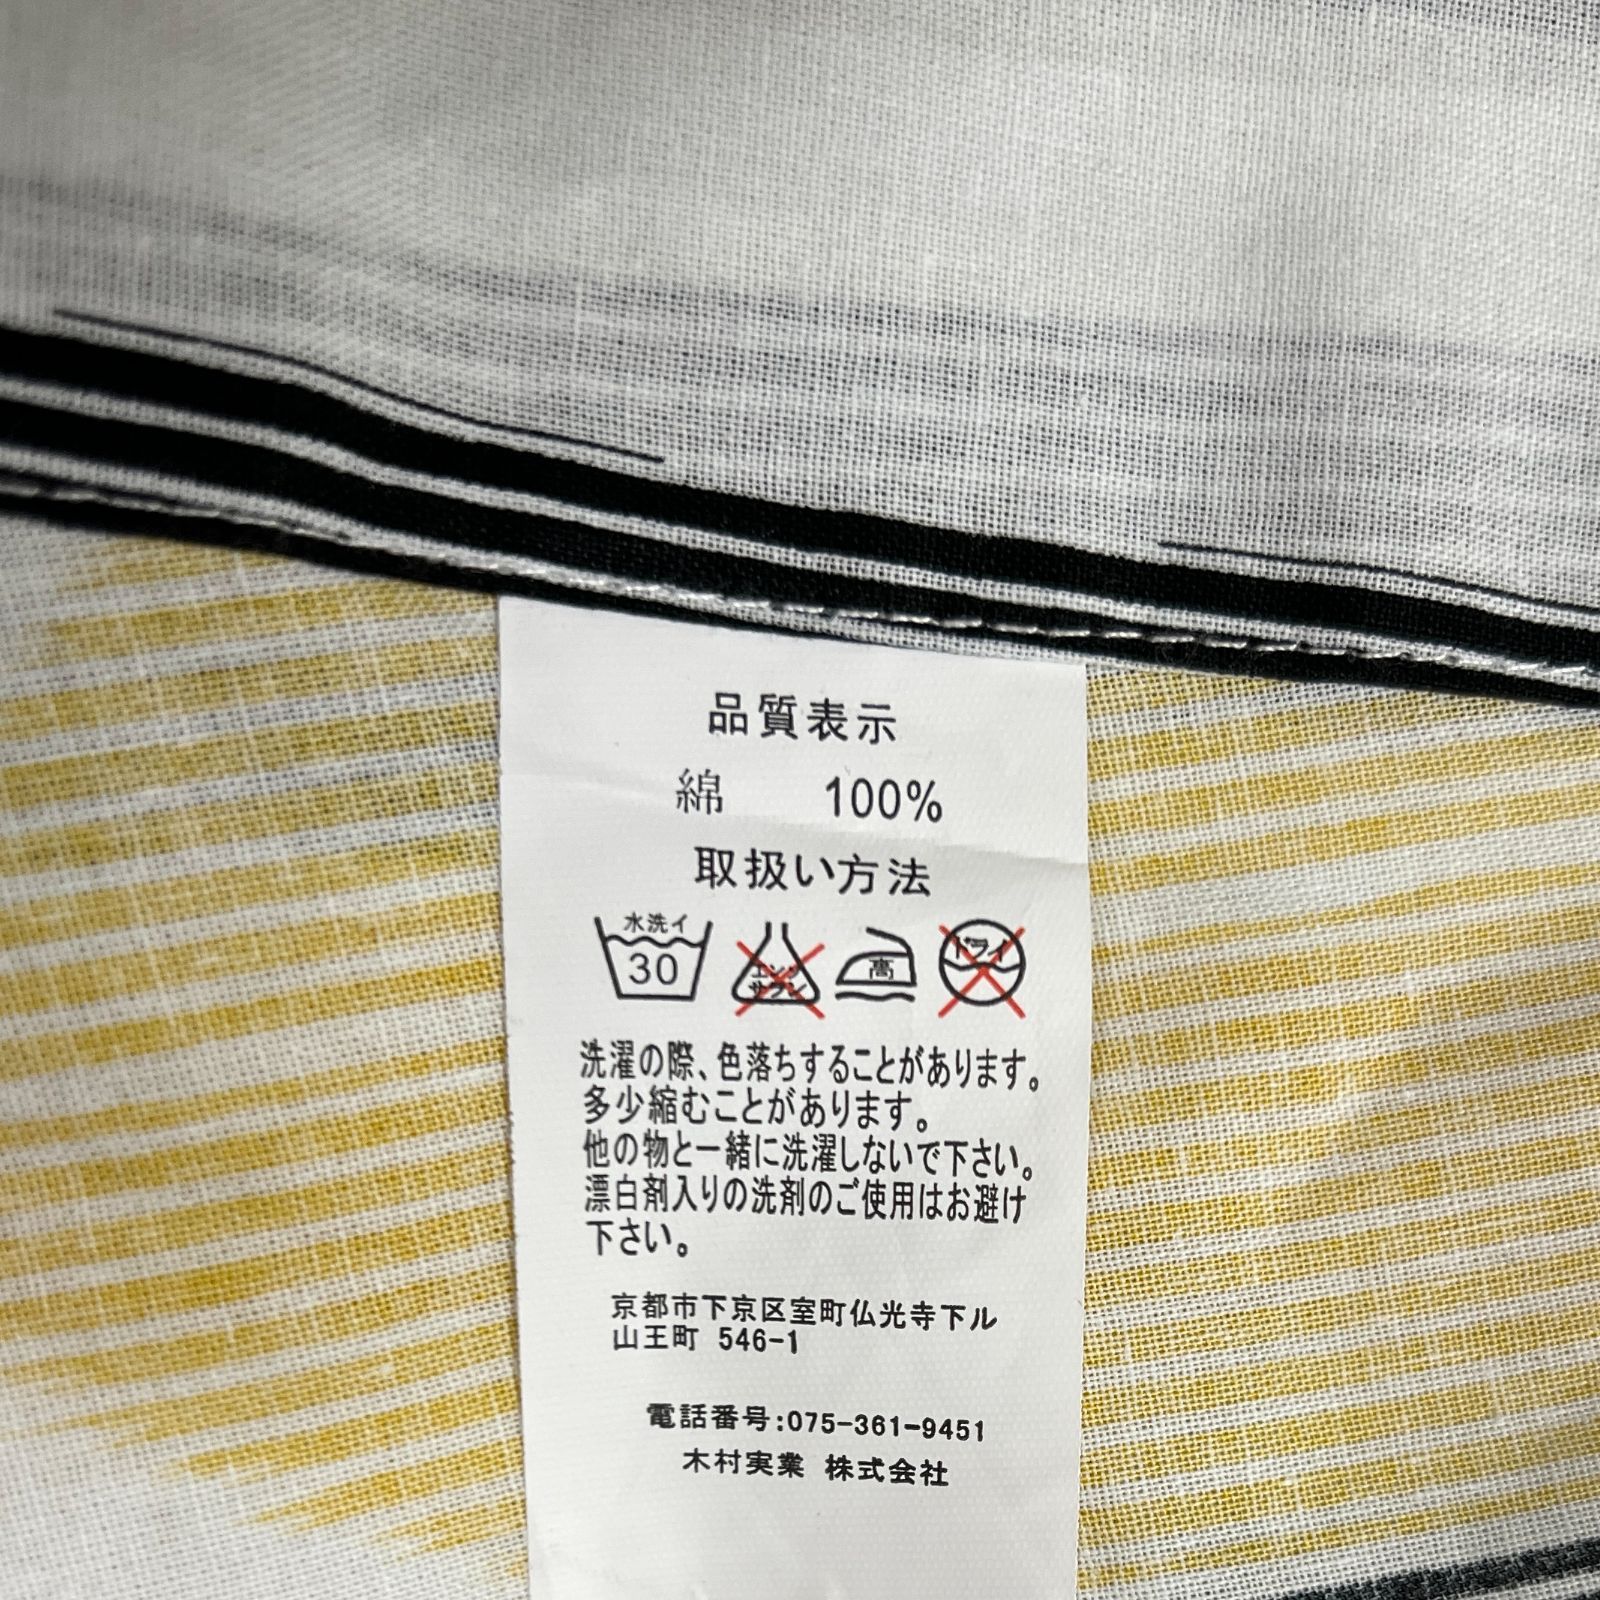 品質表示
綿 100%
取扱い方法
水洗イ
30
エンソ
サラシ
高
ドライ
洗濯の際、色落ちすることがあります。
多少縮むことがあります。
他の物と一緒に洗濯しないで下さい。
漂白剤入りの洗剤のご使用はお避け
下さい。
京都市下京区室町仏光寺下ル
山王町 546-1
電話番号:075-361-9451
木村実業 株式会社